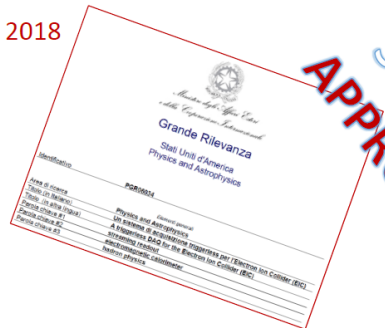 2018
APPRO
Ministero degli Affari Esteri
e della Cooperazione Internazionale
Grande Rilevanza
Stati Uniti d'America
Physics and Astrophysics
Identificativo PGR06024
Elementi generali
Area di ricerca Physics and Astrophysics
Titolo (in Italiano) Un sistema di acquisizione triggerless per l'Electron Ion Collider (EIC)
Titolo (in altra lingua) A triggerless DAQ for the Electron Ion Collider (EIC)
Parola chiave #1 streaming readout
Parola chiave #2 electromagnetic calorimeter
Parola chiave #3 hadron physics